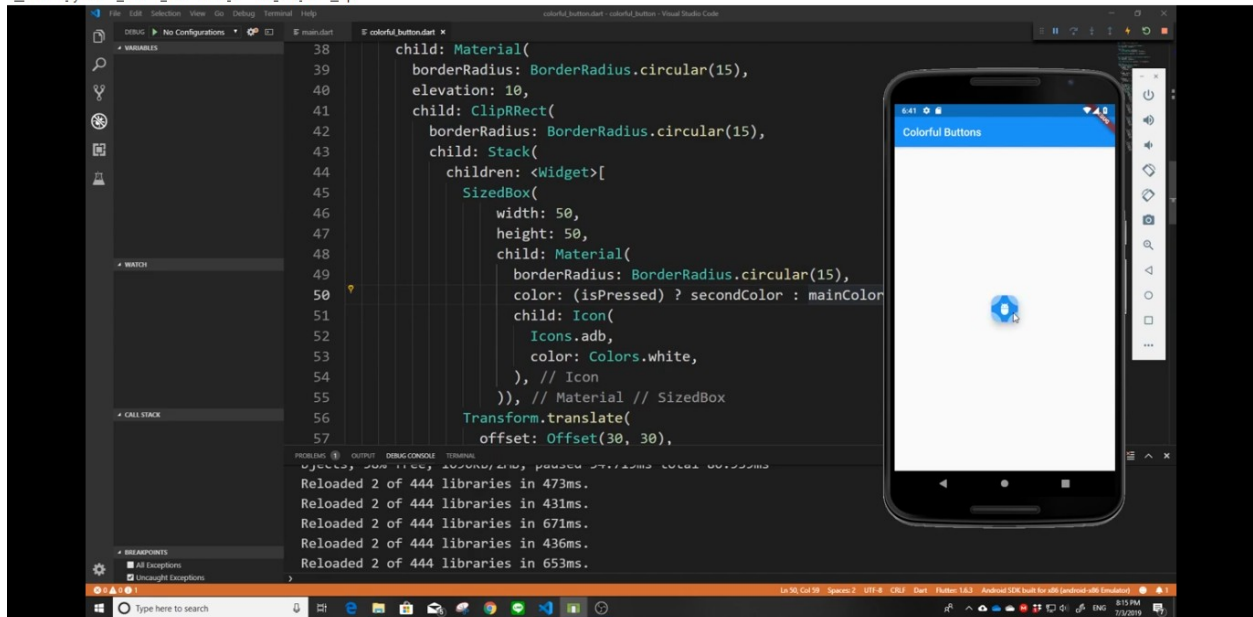 File Edit Selection View Go Debug Terminal Help
colorful_button.dart - colorful_button - Visual Studio Code
DEBUG No Configurations
main.dart
colorful_button.dart ×
VARIABLES
38 child: Material(
39 borderRadius: BorderRadius.circular(15),
40 elevation: 10,
41 child: ClipRRect(
42 borderRadius: BorderRadius.circular(15),
43 child: Stack(
44 children: <Widget>[
45 SizedBox(
46 width: 50,
47 height: 50,
48 child: Material(
49 borderRadius: BorderRadius.circular(15),
50 color: (isPressed) ? secondColor : mainColor
51 child: Icon(
52 Icons.adb,
53 color: Colors.white,
54 ), // Icon
55 )), // Material // SizedBox
56 Transform.translate(
57 offset: Offset(30, 30),
WATCH
CALL STACK
BREAKPOINTS
All Exceptions
Uncaught Exceptions
PROBLEMS 1 OUTPUT DEBUG CONSOLE TERMINAL
Reloaded 2 of 444 libraries in 473ms.
Reloaded 2 of 444 libraries in 431ms.
Reloaded 2 of 444 libraries in 671ms.
Reloaded 2 of 444 libraries in 436ms.
Reloaded 2 of 444 libraries in 653ms.
6:41
Colorful Buttons
0 0 1
Ln 50, Col 59 Spaces: 2 UTF-8 CRLF Dart Flutter: 1.6.3 Android SDK built for x86 (android-x86 Emulator) 1
Type here to search
ENG
8:15 PM
7/3/2019